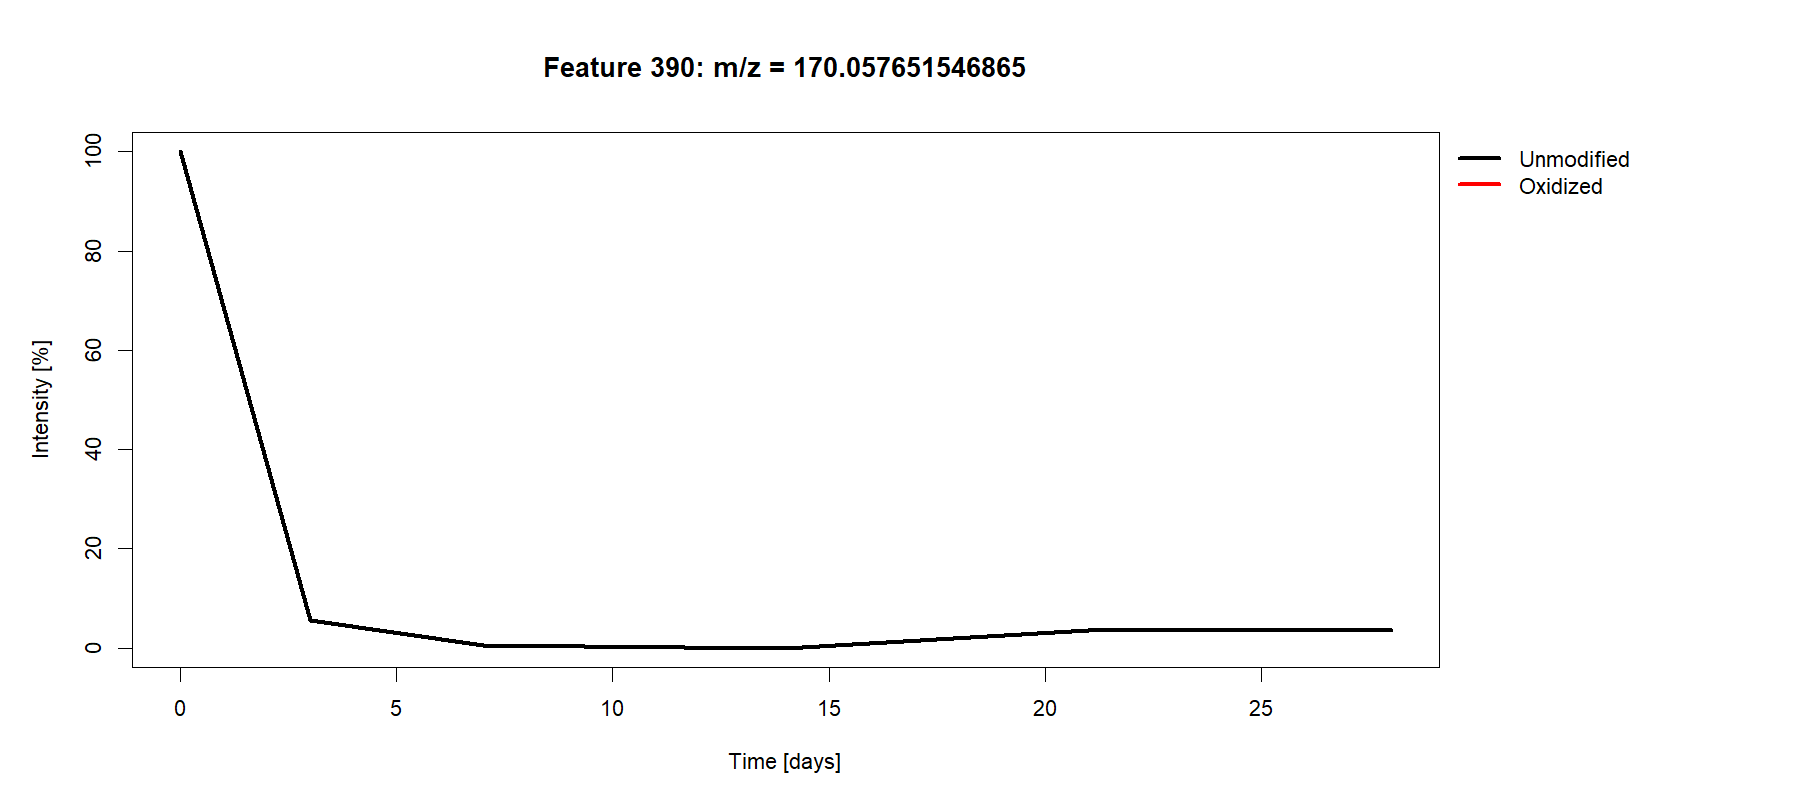 Feature 390: m/z = 170.057651546865
Unmodified
Oxidized
Intensity [%]
100
80
60
40
20
0
0 5 10 15 20 25
Time [days]